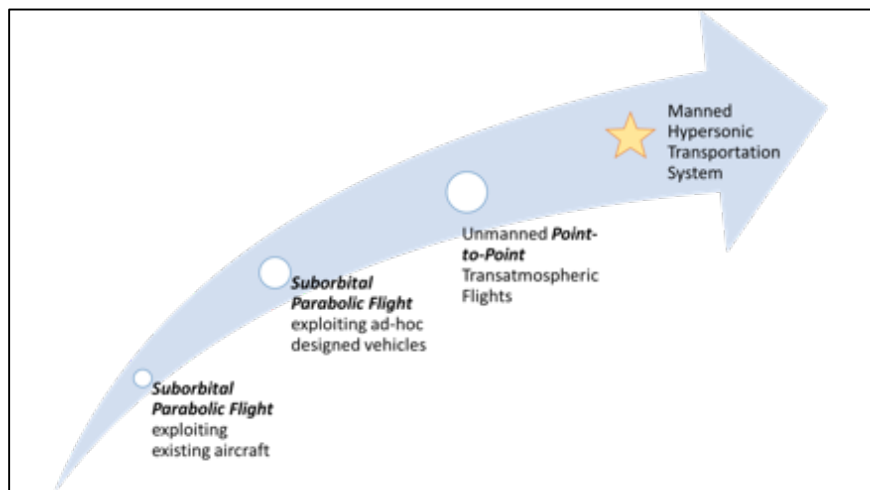 Manned
Hypersonic
Transportation
System
Unmanned Point-
to-Point
Transatmospheric
Flights
Suborbital
Parabolic Flight
exploiting ad-hoc
designed vehicles
Suborbital
Parabolic Flight
exploiting
existing aircraft